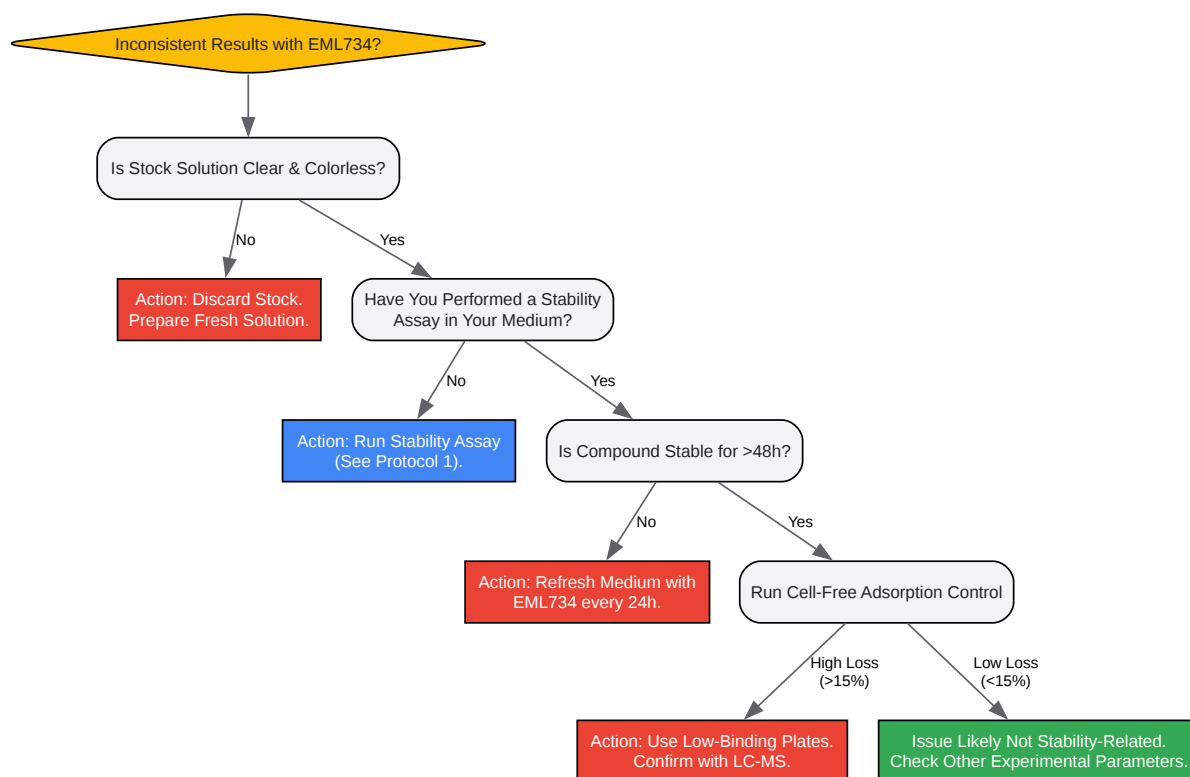 Inconsistent Results with EML734?
Is Stock Solution Clear & Colorless?
No
Yes
Action: Discard Stock.
Prepare Fresh Solution.
Have You Performed a Stability
Assay in Your Medium?
No
Yes
Action: Run Stability Assay
(See Protocol 1).
Is Compound Stable for >48h?
No
Yes
Action: Refresh Medium with
EML734 every 24h.
Run Cell-Free Adsorption Control
High Loss
(>15%)
Low Loss
(<15%)
Action: Use Low-Binding Plates.
Confirm with LC-MS.
Issue Likely Not Stability-Related.
Check Other Experimental Parameters.